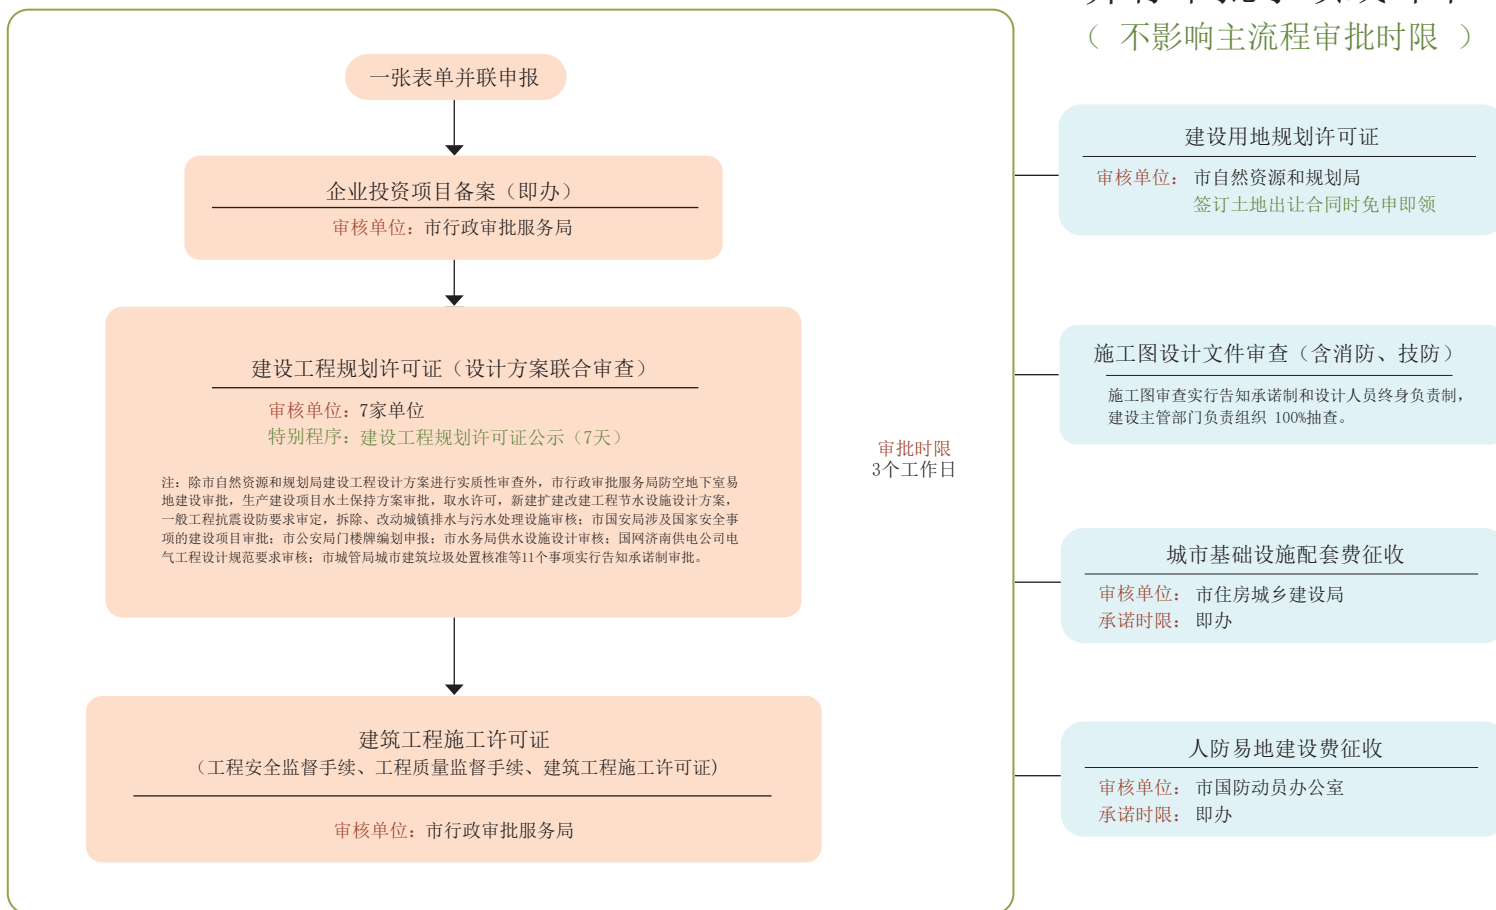 一张表单并联申报
企业投资项目备案（即办）
审核单位：市行政审批服务局
建设工程规划许可证（设计方案联合审查）
审核单位：7家单位
特别程序：建设工程规划许可证公示（7天）
注：除市自然资源和规划局建设工程设计方案进行实质性审查外，市行政审批服务局防空地下室易
地建设审批，生产建设项目水土保持方案审批，取水许可，新建扩建改建工程节水设施设计方案，
一般工程抗震设防要求审定，拆除、改动城镇排水与污水处理设施审核；市国安局涉及国家安全事
项的建设项目审批；市公安局门楼牌编划申报；市水务局供水设施设计审核；国网济南供电公司电
气工程设计规范要求审核；市城管局城市建筑垃圾处置核准等11个事项实行告知承诺制审批。
建筑工程施工许可证
（工程安全监督手续、工程质量监督手续、建筑工程施工许可证）
审核单位：市行政审批服务局
审批时限
3个工作日
（ 不影响主流程审批时限 ）
建设用地规划许可证
审核单位：市自然资源和规划局
签订土地出让合同时免申即领
施工图设计文件审查（含消防、技防）
施工图审查实行告知承诺制和设计人员终身负责制，
建设主管部门负责组织 100%抽查。
城市基础设施配套费征收
审核单位：市住房城乡建设局
承诺时限：即办
人防易地建设费征收
审核单位：市国防动员办公室
承诺时限：即办